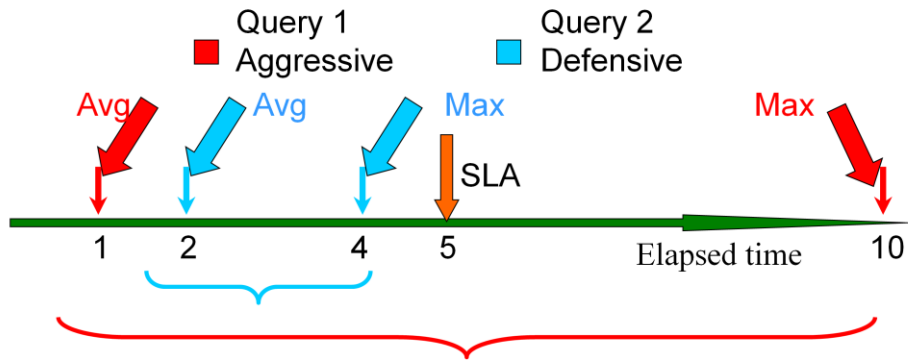 Query 1
Aggressive
Query 2
Defensive
Avg
Avg
Max
Max
SLA
1
2
4
5
Elapsed time
10